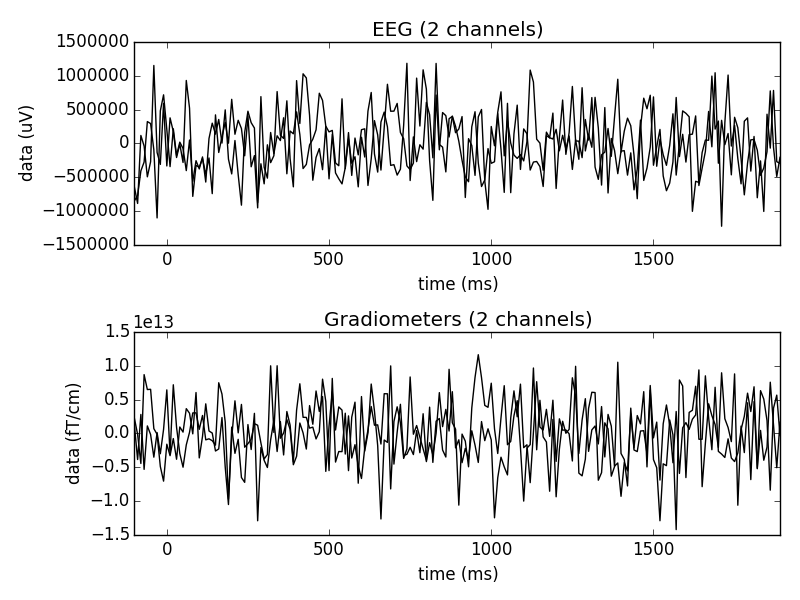 EEG (2 channels)
1500000
1000000
500000
0
−500000
−1000000
−1500000
data (uV)
0 500 1000 1500
time (ms)
Gradiometers (2 channels)
1e13
1.5
1.0
0.5
0.0
−0.5
−1.0
−1.5
data (fT/cm)
0 500 1000 1500
time (ms)